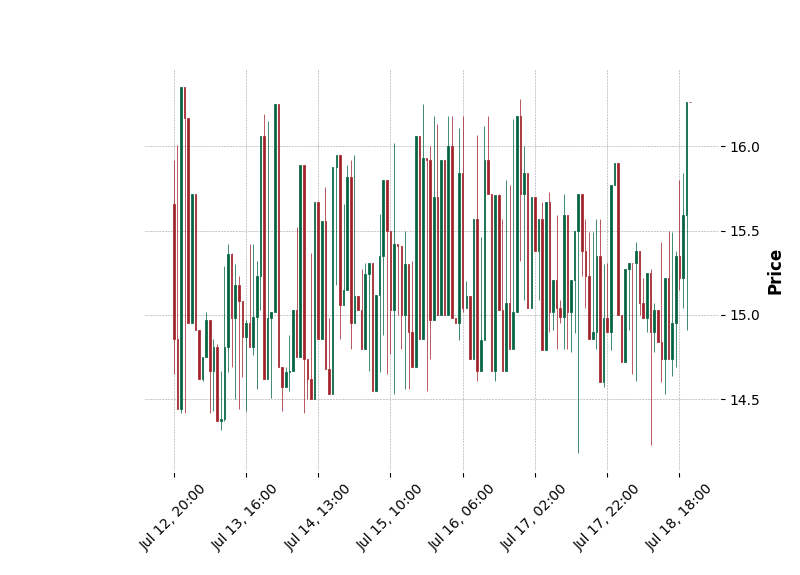 16.0
15.5
15.0
14.5
Price
Jul 12, 20:00
Jul 13, 16:00
Jul 14, 13:00
Jul 15, 10:00
Jul 16, 06:00
Jul 17, 02:00
Jul 17, 22:00
Jul 18, 18:00